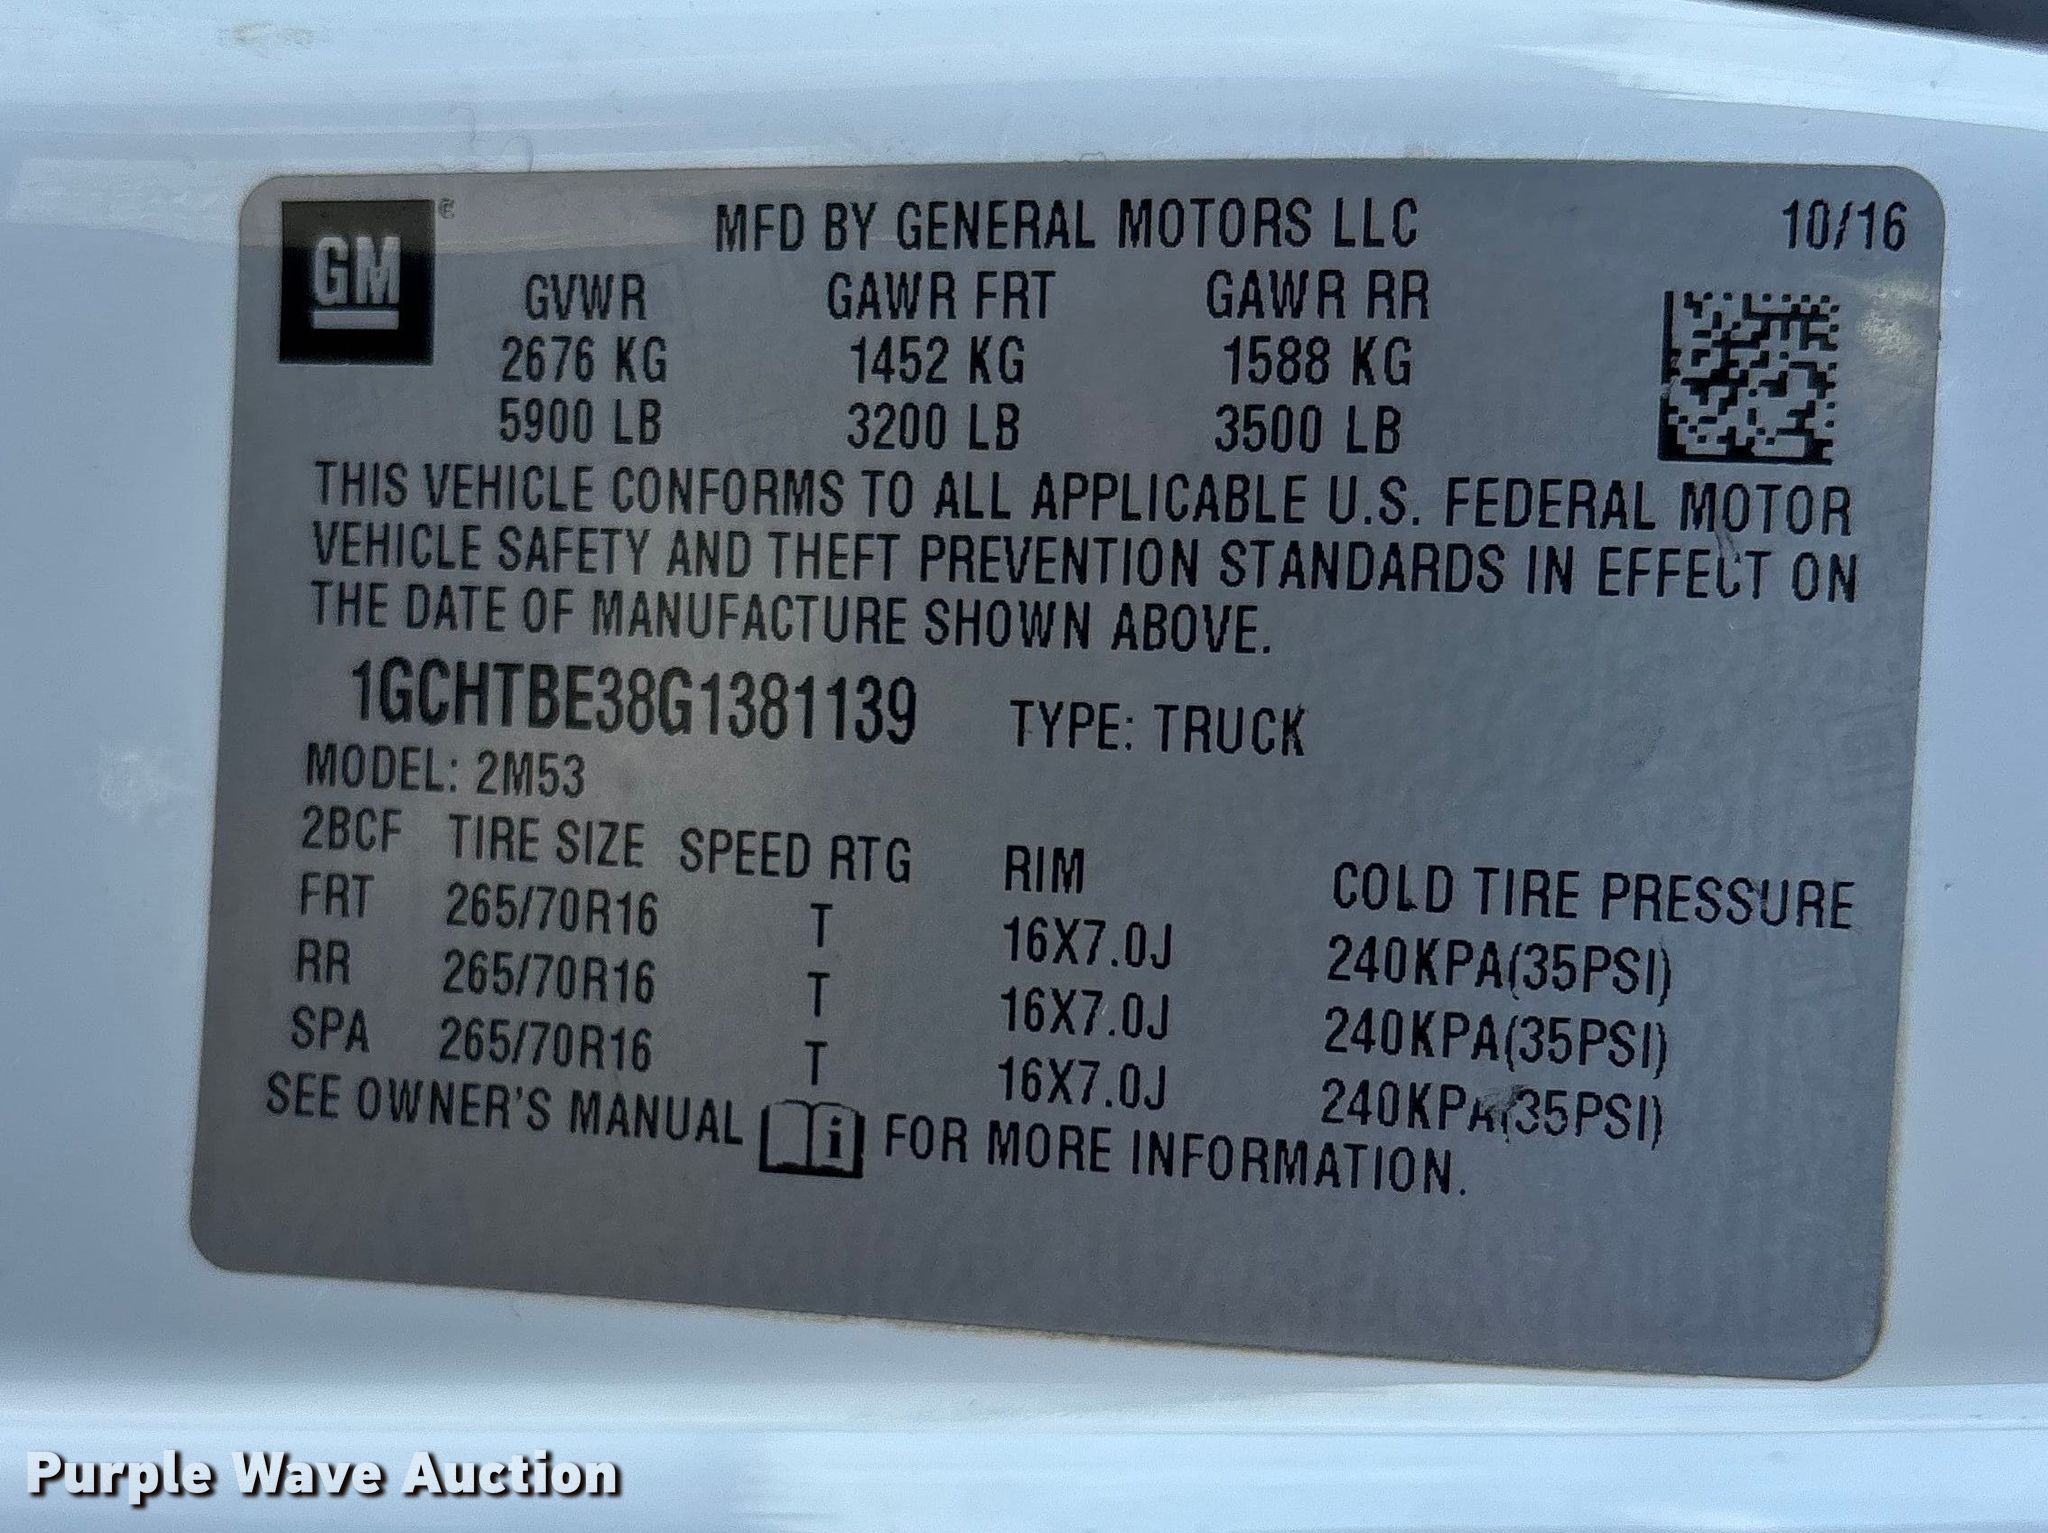 GM
MFD BY GENERAL MOTORS LLC 10/16
GVWR GAWR FRT GAWR RR
2676 KG 1452 KG 1588 KG
5900 LB 3200 LB 3500 LB
THIS VEHICLE CONFORMS TO ALL APPLICABLE U.S. FEDERAL MOTOR
VEHICLE SAFETY AND THEFT PREVENTION STANDARDS IN EFFECT ON
THE DATE OF MANUFACTURE SHOWN ABOVE.
1GCHTBE38G1381139 TYPE: TRUCK
MODEL: 2M53
2BCF TIRE SIZE SPEED RTG RIM COLD TIRE PRESSURE
FRT 265/70R16 T 16X7.0J 240KPA(35PSI)
RR 265/70R16 T 16X7.0J 240KPA(35PSI)
SPA 265/70R16 T 16X7.0J 240KPA(35PSI)
SEE OWNER'S MANUAL i FOR MORE INFORMATION.
Purple Wave Auction